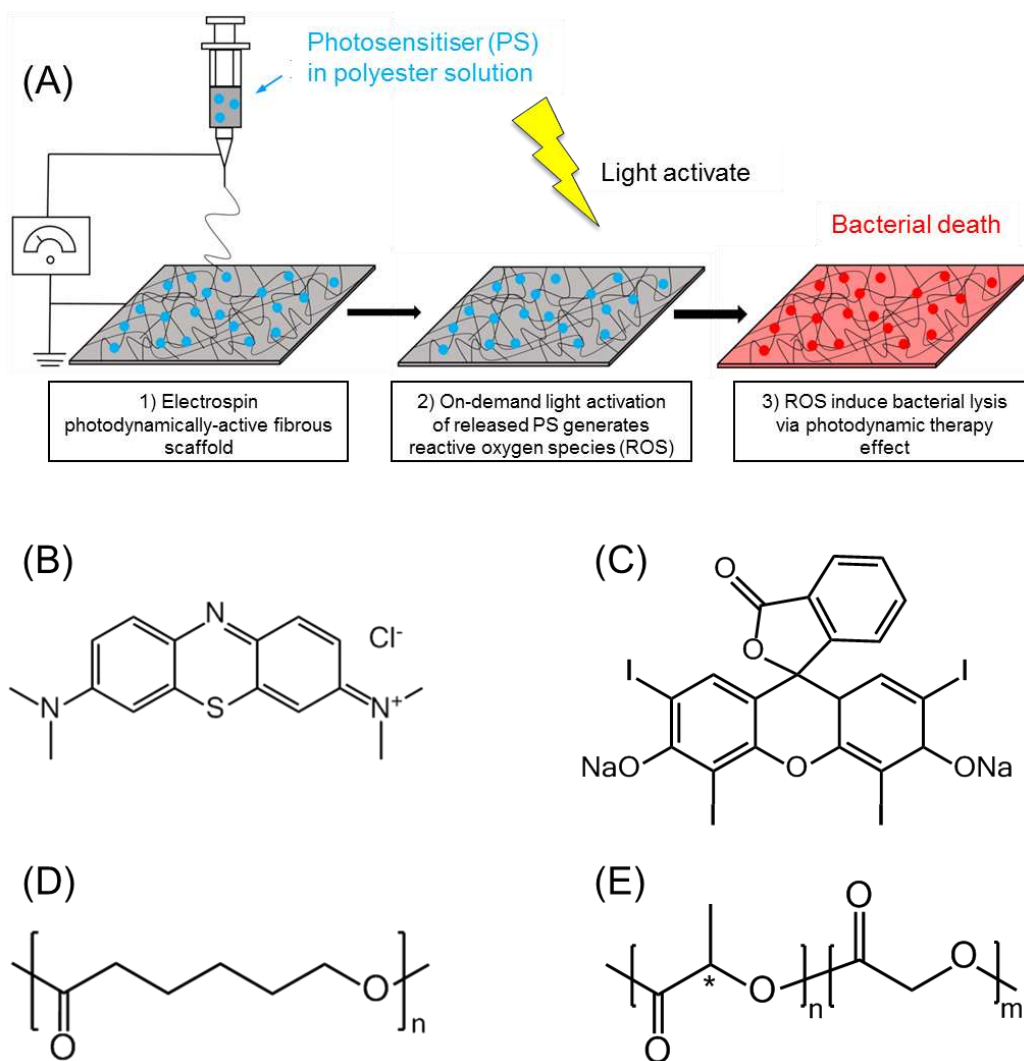 (A)
Photosensitiser (PS)
in polyester solution
Light activate
Bacterial death
1) Electrospin
photodynamically-active fibrous
scaffold
2) On-demand light activation
of released PS generates
reactive oxygen species (ROS)
3) ROS induce bacterial lysis
via photodynamic therapy
effect
(B)
N
Cl-
N
S
N+
(C)
O
O
I
I
NaO
O
ONa
I
I
(D)
O
O
n
(E)
O
O
*
O
n
O
m